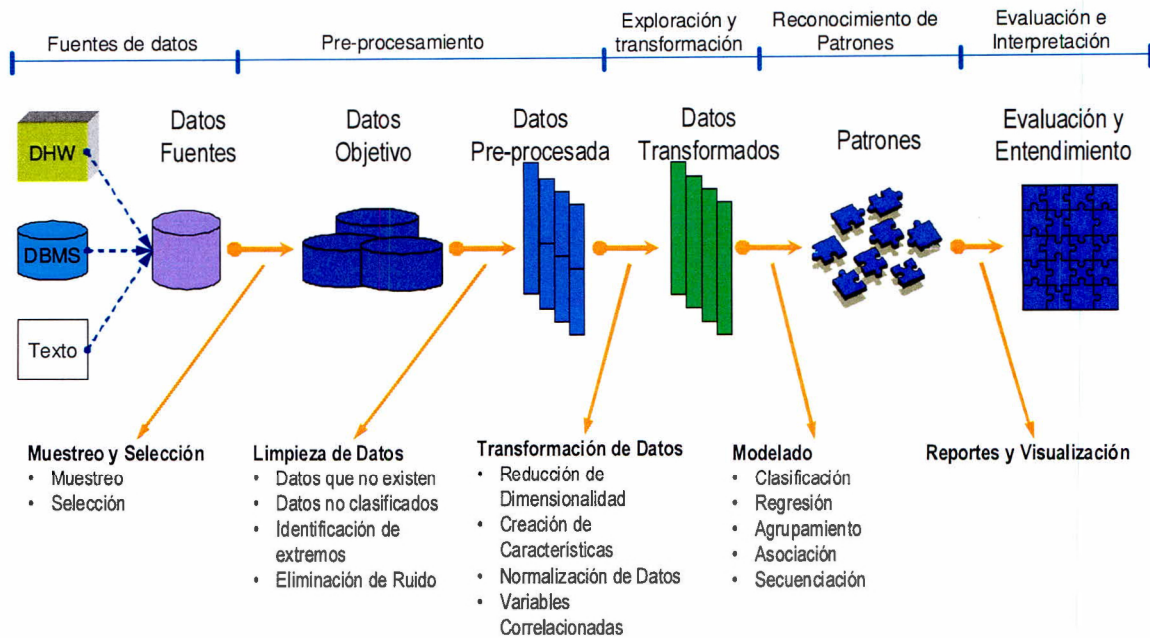 Fuentes de datos
Pre-procesamiento
Exploración y
transformación
Reconocimiento de
Patrones
Evaluación e
Interpretación
DHW
DBMS
Texto
Datos
Fuentes
Datos
Objetivo
Datos
Pre-procesada
Datos
Transformados
Patrones
Evaluación y
Entendimiento
Muestreo y Selección
• Muestreo
• Selección
Limpieza de Datos
• Datos que no existen
• Datos no clasificados
• Identificación de
extremos
• Eliminación de Ruido
Transformación de Datos
• Reducción de
Dimensionalidad
• Creación de
Características
• Normalización de Datos
• Variables
Correlacionadas
Modelado
• Clasificación
• Regresión
• Agrupamiento
• Asociación
• Secuenciación
Reportes y Visualización